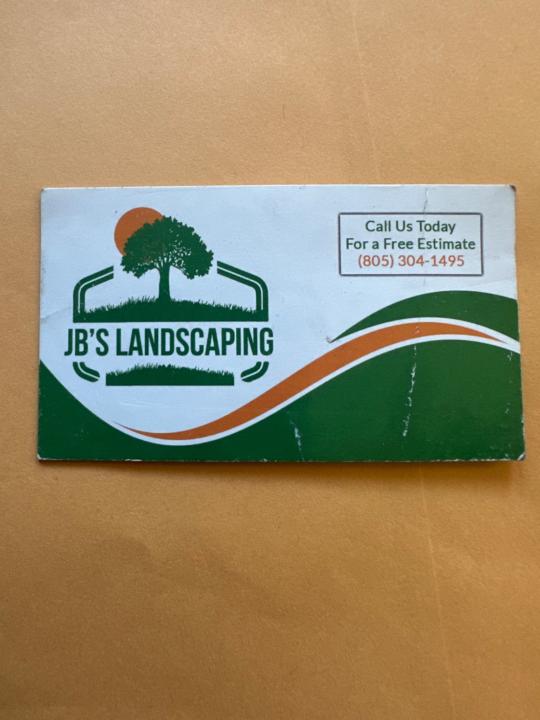 JB'S LANDSCAPING
Call Us Today
For a Free Estimate
(805) 304-1495